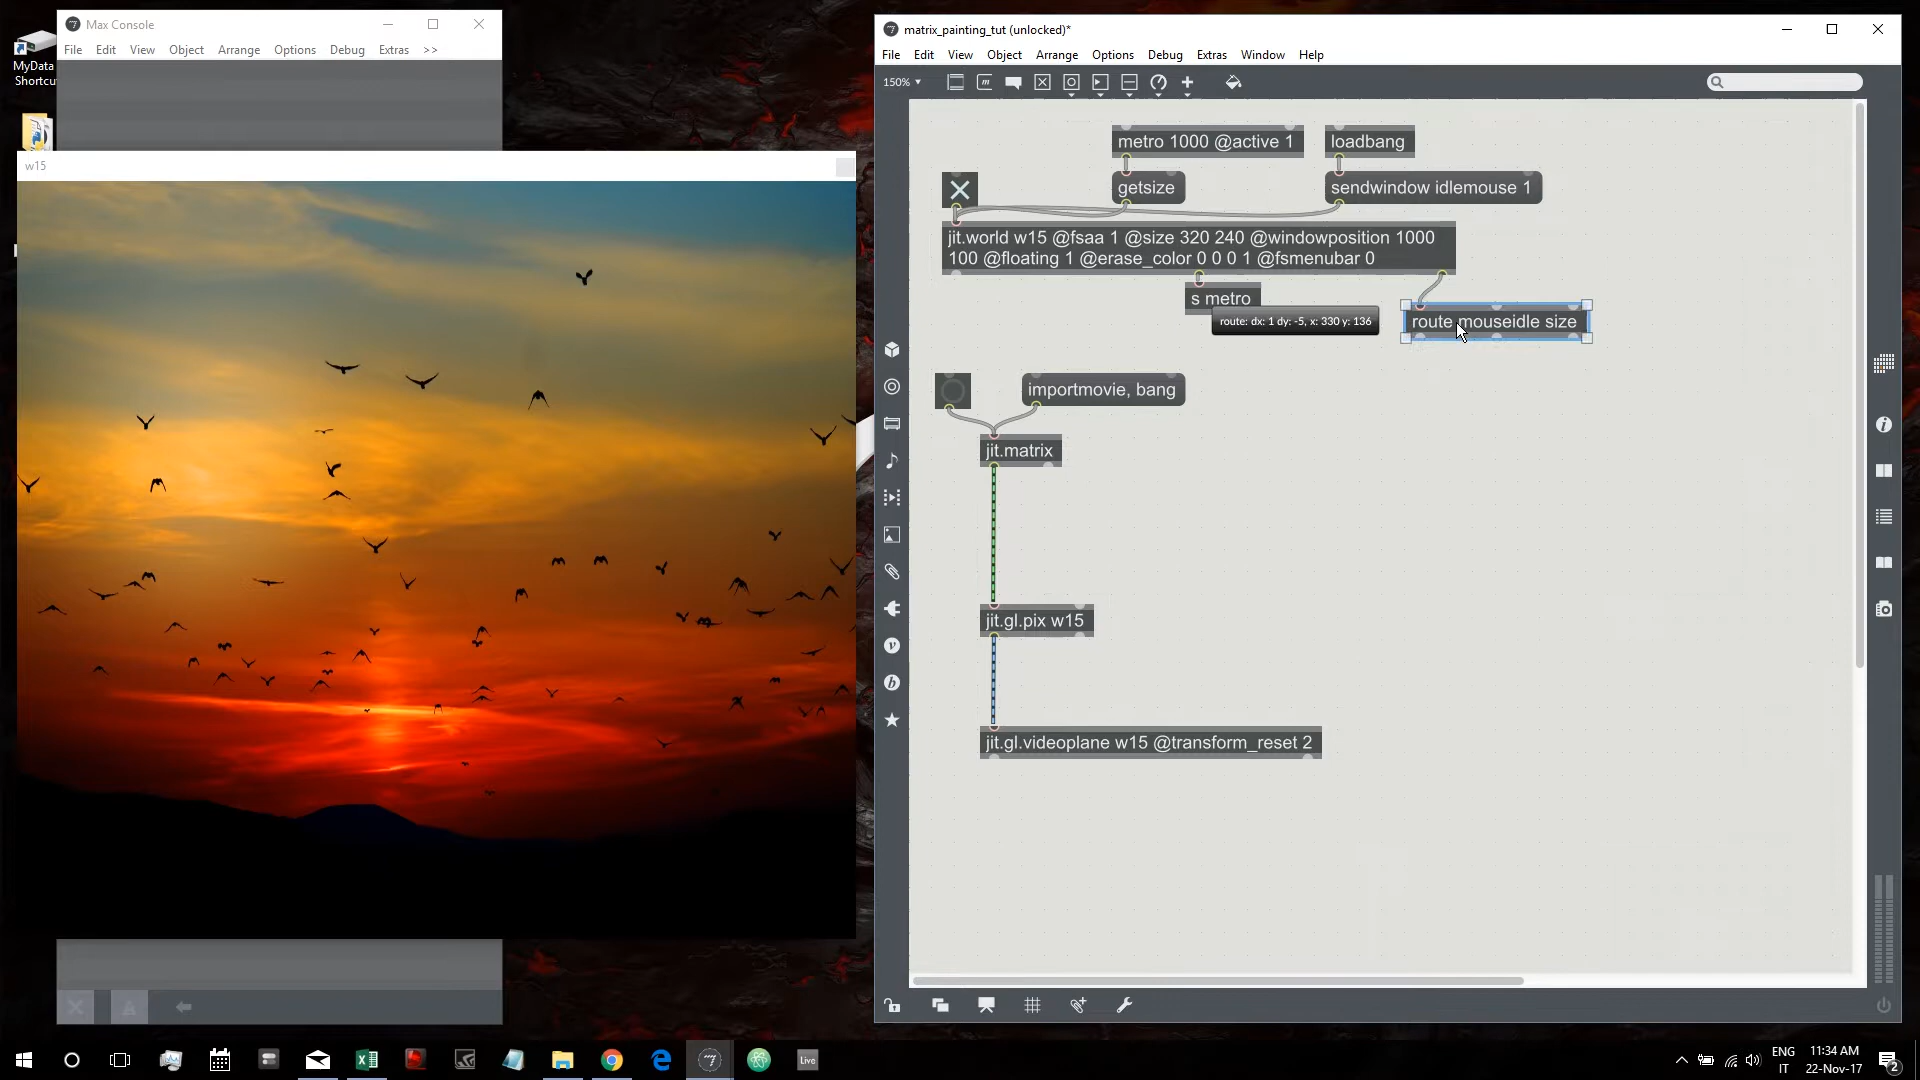 Max Console
File Edit View Object Arrange Options Debug Extras >>
MyData
Shortcu
w15
matrix_painting_tut (unlocked)*
File Edit View Object Arrange Options Debug Extras Window Help
150%
metro 1000 @active 1
loadbang
getsize
sendwindow idlemouse 1
jit.world w15 @fsaa 1 @size 320 240 @windowposition 1000
100 @floating 1 @erase_color 0 0 0 1 @fsmenubar 0
s metro
route: dx: 1 dy: -5, x: 330 y: 136
route mouseidle size
importmovie, bang
jit.matrix
jit.gl.pix w15
jit.gl.videoplane w15 @transform_reset 2
Live
ENG
IT
11:34 AM
22-Nov-17
2